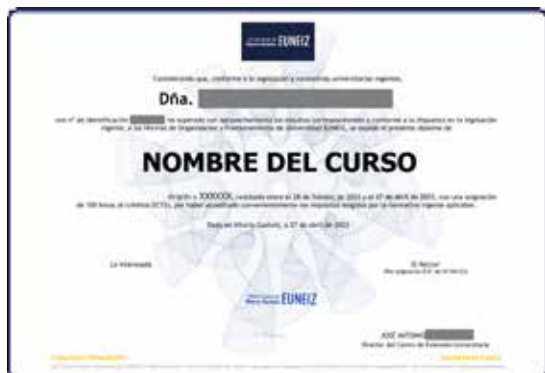 EUNEIZ
Considerando que, conforme a la legislación y normativas universitarias vigentes,
Dña.
con nº de identificación ha superado con aprovechamiento los estudios correspondientes y conforme a lo dispuesto en la legislación
vigente, a las Normas de Organización y Funcionamiento de Universidad EUNEIZ, se expide el presente diploma de
NOMBRE DEL CURSO
dirigido a XXXXXX, realizado entre el 28 de febrero de 2023 y el 07 de abril de 2023, con una asignación
de 100 horas (4 créditos ECTS), por haber acreditado convenientemente los requisitos exigidos por la normativa vigente aplicable.
Dado en Vitoria-Gasteiz, a 07 de abril de 2023
La interesada
El Rector
EUNEIZ
JOSÉ ANTONIO
Director del Centro de Extensión Universitaria